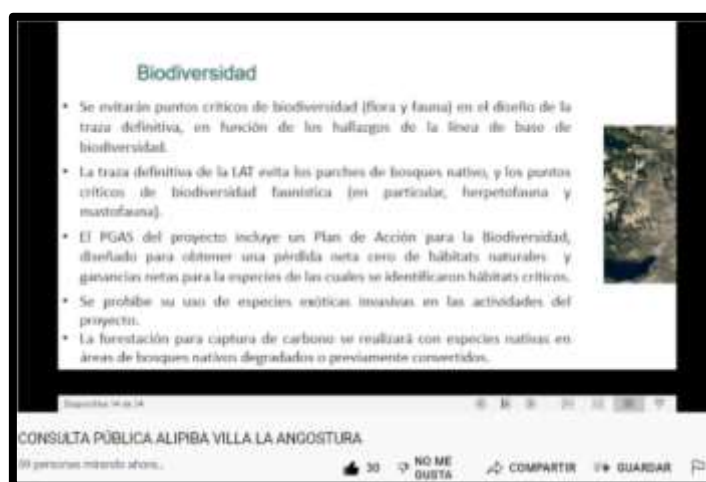 Biodiversidad
• Se evitarán puntos críticos de biodiversidad (flora y fauna) en el diseño de la
traza definitiva, en función de los hallazgos de la línea de base de
biodiversidad.
• La traza definitiva de la LAT evita los parches de bosques nativo, y los puntos
críticos de biodiversidad faunística (en particular, herpetofauna y
mastofauna).
• El PGAS del proyecto incluye un Plan de Acción para la Biodiversidad,
diseñado para obtener una pérdida neta cero de hábitats naturales y
ganancias netas para la especies de las cuales se identificaron hábitats críticos.
• Se prohíbe su uso de especies exóticas invasivas en las actividades del
proyecto.
• La forestación para captura de carbono se realizará con especies nativas en
áreas de bosques nativos degradados o previamente convertidos.
CONSULTA PÚBLICA ALIPIBA VILLA LA ANGOSTURA
personas mirando ahora...
30
NO ME
GUSTA
COMPARTIR
GUARDAR